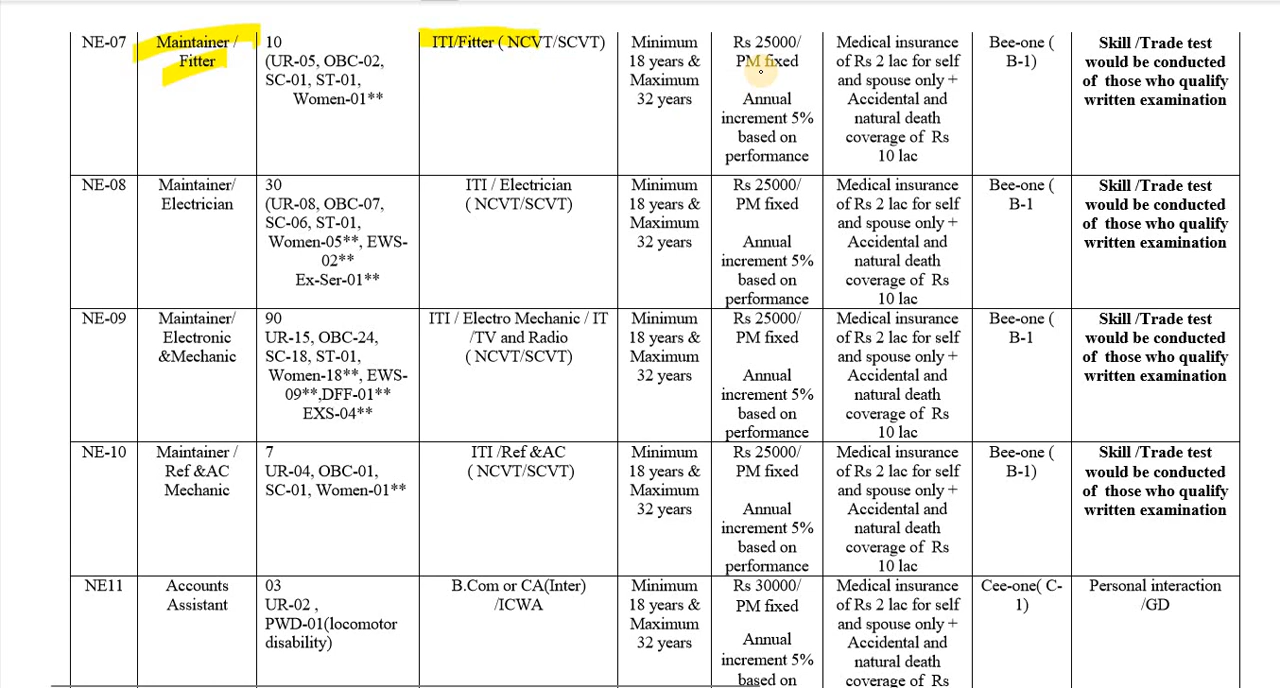 NE-07
Maintainer /
Fitter
10
(UR-05, OBC-02,
SC-01, ST-01,
Women-01**
ITI/Fitter ( NCVT/SCVT)
Minimum
18 years &
Maximum
32 years
Rs 25000/
PM fixed
Annual
increment 5%
based on
performance
Medical insurance
of Rs 2 lac for self
and spouse only +
Accidental and
natural death
coverage of Rs
10 lac
Bee-one (
B-1)
Skill /Trade test
would be conducted
of those who qualify
written examination
NE-08
Maintainer/
Electrician
30
(UR-08, OBC-07,
SC-06, ST-01,
Women-05**, EWS-
02**
Ex-Ser-01**
ITI / Electrician
( NCVT/SCVT)
Minimum
18 years &
Maximum
32 years
Rs 25000/
PM fixed
Annual
increment 5%
based on
performance
Medical insurance
of Rs 2 lac for self
and spouse only +
Accidental and
natural death
coverage of Rs
10 lac
Bee-one (
B-1
Skill /Trade test
would be conducted
of those who qualify
written examination
NE-09
Maintainer/
Electronic
&Mechanic
90
UR-15, OBC-24,
SC-18, ST-01,
Women-18**, EWS-
09**,DFF-01**
EXS-04**
ITI / Electro Mechanic / IT
/TV and Radio
( NCVT/SCVT)
Minimum
18 years &
Maximum
32 years
Rs 25000/
PM fixed
Annual
increment 5%
based on
performance
Medical insurance
of Rs 2 lac for self
and spouse only +
Accidental and
natural death
coverage of Rs
10 lac
Bee-one (
B-1
Skill /Trade test
would be conducted
of those who qualify
written examination
NE-10
Maintainer /
Ref &AC
Mechanic
7
UR-04, OBC-01,
SC-01, Women-01**
ITI /Ref &AC
( NCVT/SCVT)
Minimum
18 years &
Maximum
32 years
Rs 25000/
PM fixed
Annual
increment 5%
based on
performance
Medical insurance
of Rs 2 lac for self
and spouse only +
Accidental and
natural death
coverage of Rs
10 lac
Bee-one (
B-1)
Skill /Trade test
would be conducted
of those who qualify
written examination
NE11
Accounts
Assistant
03
UR-02 ,
PWD-01(locomotor
disability)
B.Com or CA(Inter)
/ICWA
Minimum
18 years &
Maximum
32 years
Rs 30000/
PM fixed
Annual
increment 5%
based on
Medical insurance
of Rs 2 lac for self
and spouse only +
Accidental and
natural death
coverage of Rs
Cee-one( C-
1)
Personal interaction
/GD